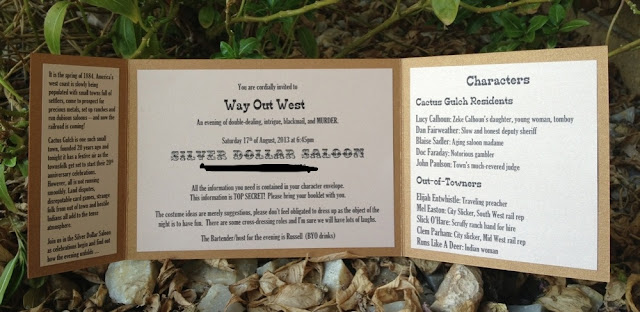 It is the spring of 1884. America's
west coast is slowly being
populated with small towns full of
settlers, come to prospect for
precious metals, set up ranches and
run dubious saloons – and now the
railroad is coming!
Cactus Gulch is one such small
town, founded 20 years ago and
tonight it has a festive air as the
townsfolk get set to start their 20th
anniversary celebrations.
However, all is not running
smoothly. Land disputes,
disreputable card games, strange
folk from out of town and hostile
Indians all add to the tense
atmosphere.
Join us in the Silver Dollar Saloon
as celebrations begin and find out
how the evening unfolds ...
You are cordially invited to
Way Out West
An evening of double-dealing, intrigue, blackmail, and MURDER.
Saturday 17th of August, 2013 at 6:45pm
SILVER DOLLAR SALOON
All the information you need is contained in your character envelope.
This information is TOP SECRET! Please bring your booklet with you.
The costume ideas are merely suggestions, please don't feel obligated to dress up as the object of the
night is to have fun. There are some cross-dressing roles and I'm sure we will have lots of laughs.
The Bartender/host for the evening is Russell (BYO drinks)
Characters
Cactus Gulch Residents
Lucy Calhoun: Zeke Calhoun's daughter, young woman, tomboy
Dan Fairweather: Slow and honest deputy sheriff
Blaise Sadler: Aging saloon madame
Doc Faraday: Notorious gambler
John Paulson: Town's much-revered judge
Out-of-Towners
Elijah Entwhistle: Traveling preacher
Mel Easton: City Slicker, South West rail rep
Slick O'Hare: Scruffy ranch hand for hire
Clem Parham: City slicker, Mid West rail rep
Runs Like A Deer: Indian woman